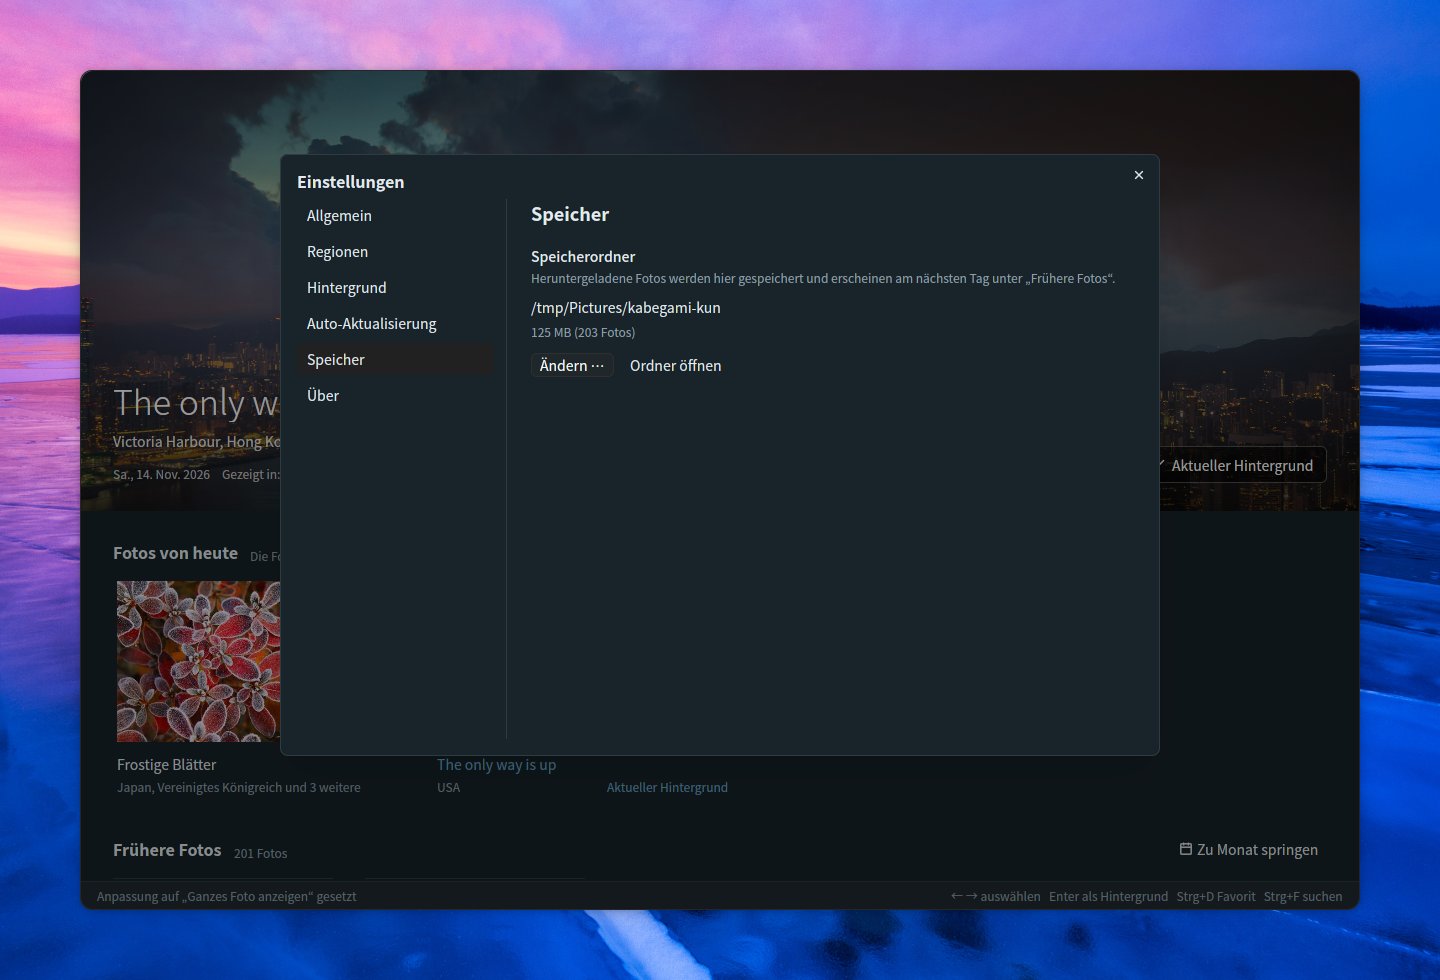 Einstellungen
Allgemein
Regionen
Hintergrund
Auto-Aktualisierung
Speicher
Über
Speicher
Speicherordner
Heruntergeladene Fotos werden hier gespeichert und erscheinen am nächsten Tag unter „Frühere Fotos“.
/tmp/Pictures/kabegami-kun
125 MB (203 Fotos)
Ändern ··· Ordner öffnen
The only w
Victoria Harbour, Hong Ko
Sa., 14. Nov. 2026 Gezeigt in:
✓ Aktueller Hintergrund
Fotos von heute Die Fo
Frostige Blätter
Japan, Vereinigtes Königreich und 3 weitere
The only way is up
USA Aktueller Hintergrund
Frühere Fotos 201 Fotos
Zu Monat springen
Anpassung auf „Ganzes Foto anzeigen“ gesetzt
←→ auswählen Enter als Hintergrund Strg+D Favorit Strg+F suchen